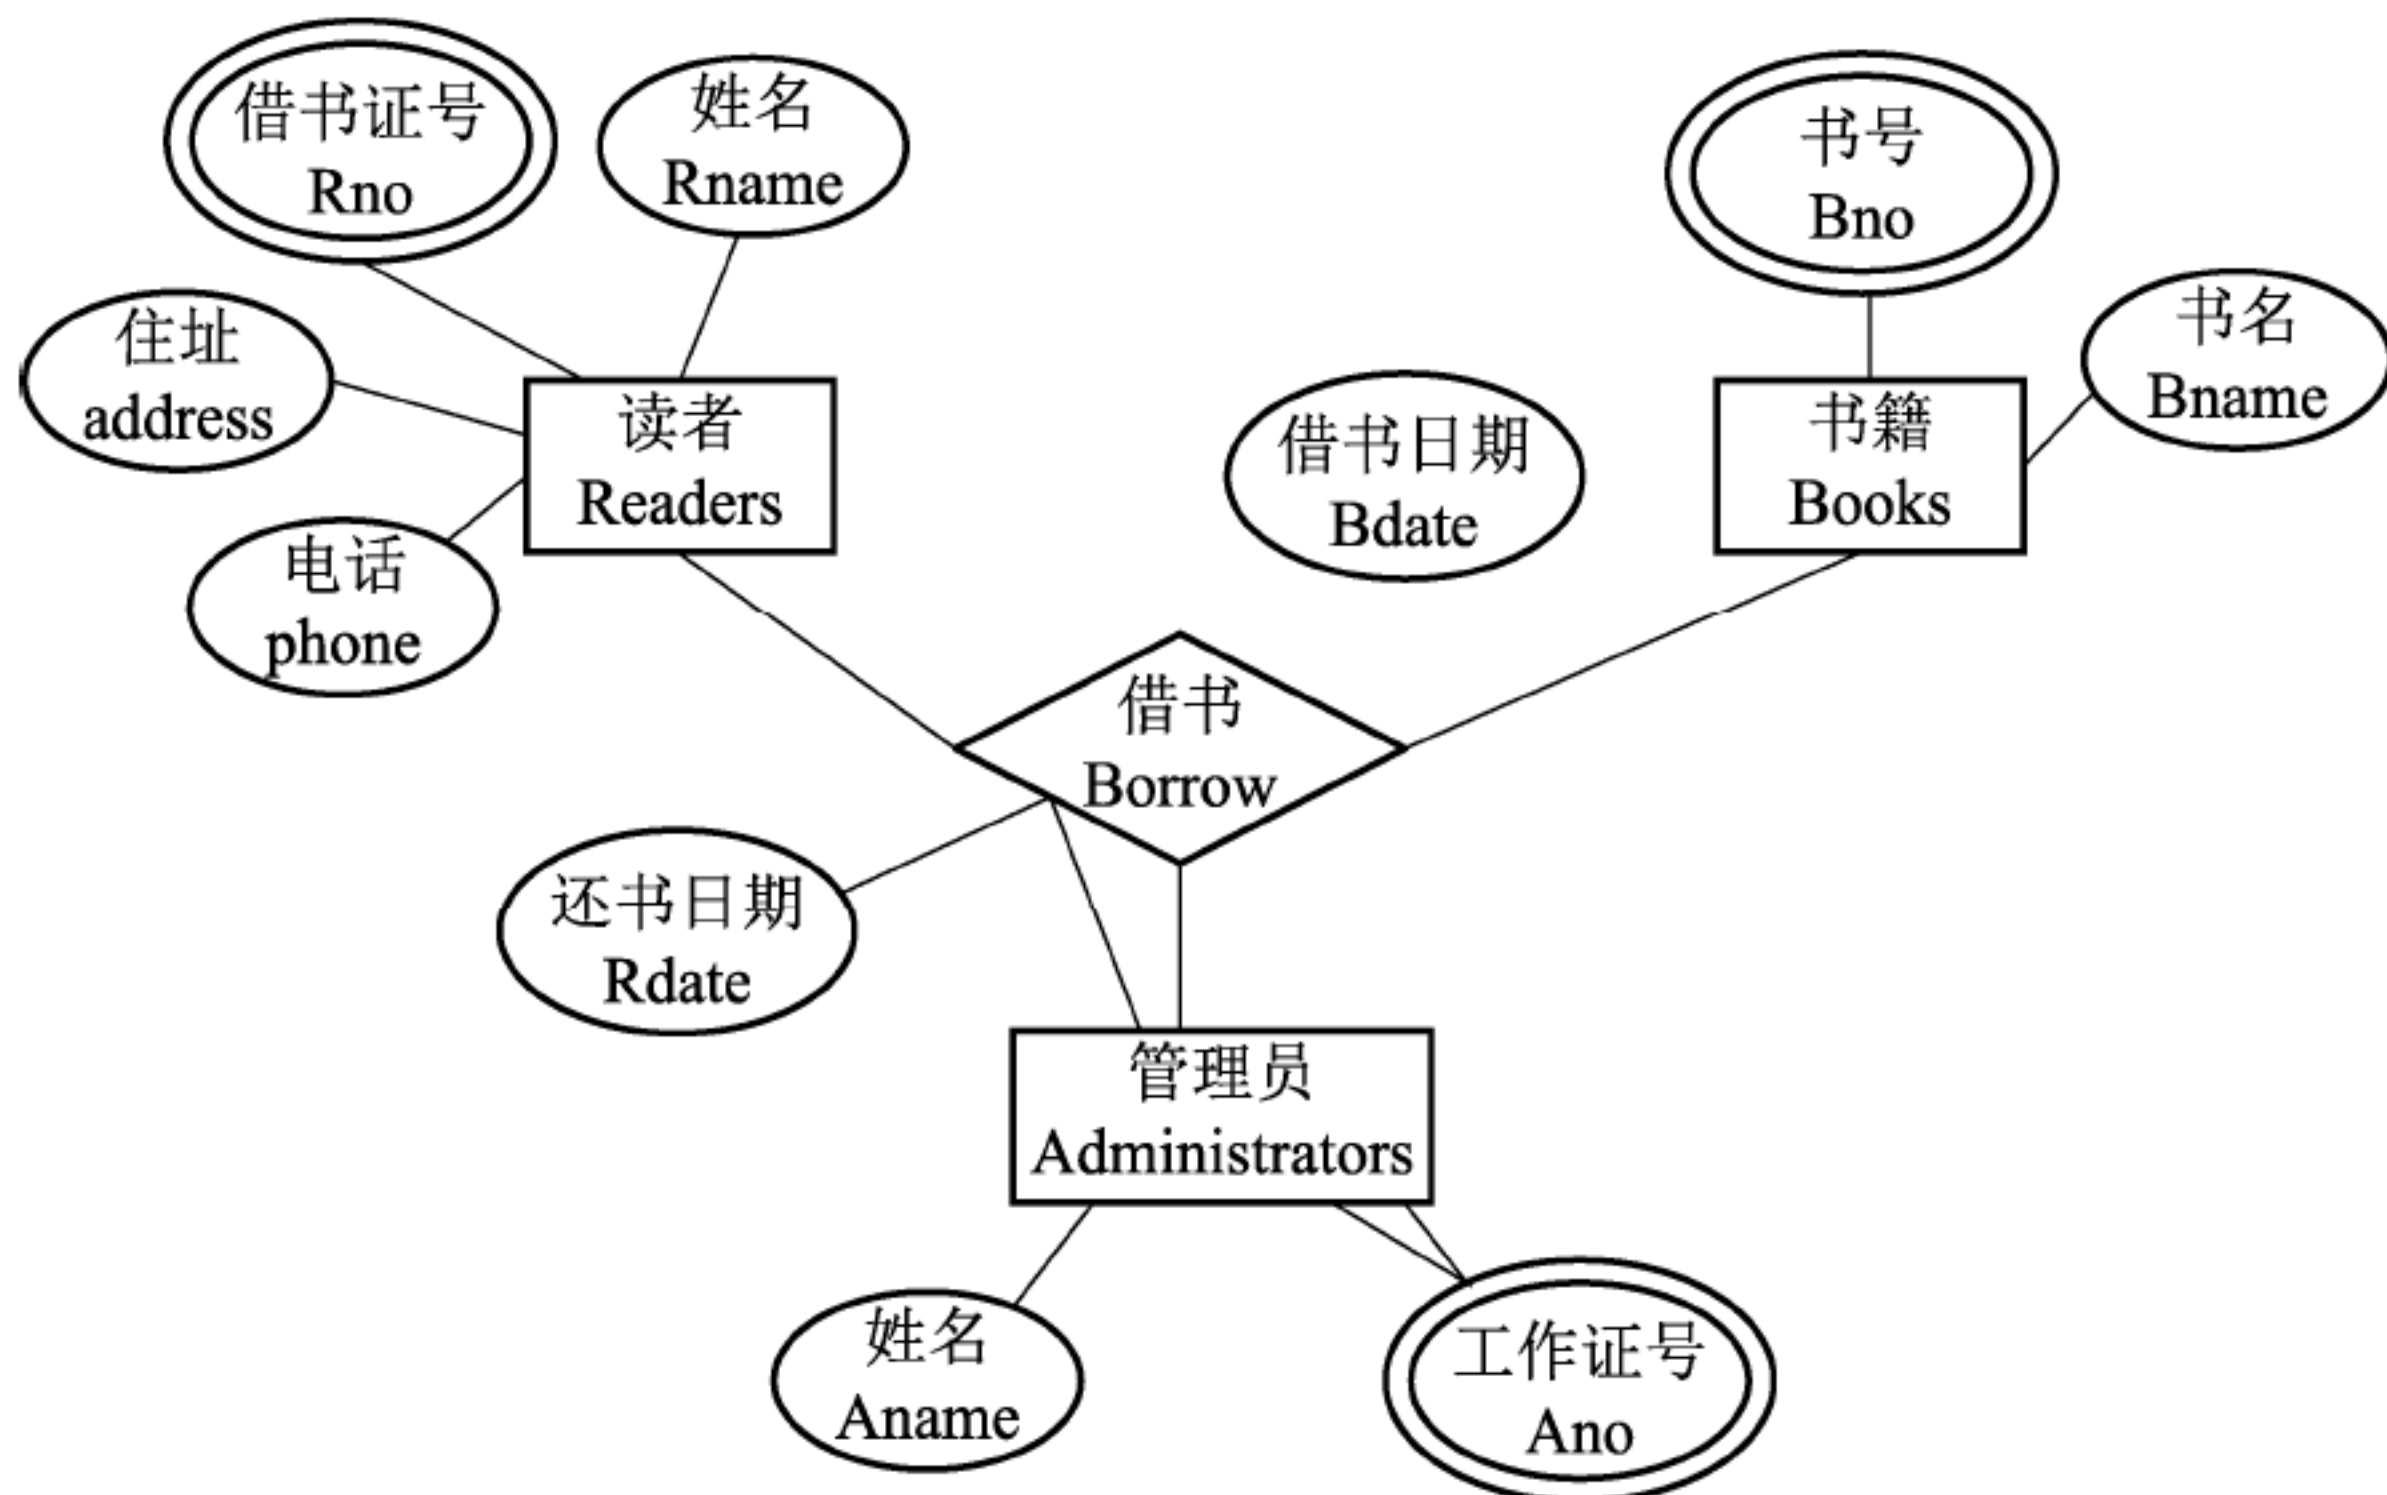 借书证号
Rno
姓名
Rname
书号
Bno
住址
address
书名
Bname
读者
Readers
借书日期
Bdate
书籍
Books
电话
phone
借书
Borrow
还书日期
Rdate
管理员
Administrators
姓名
Aname
工作证号
Ano